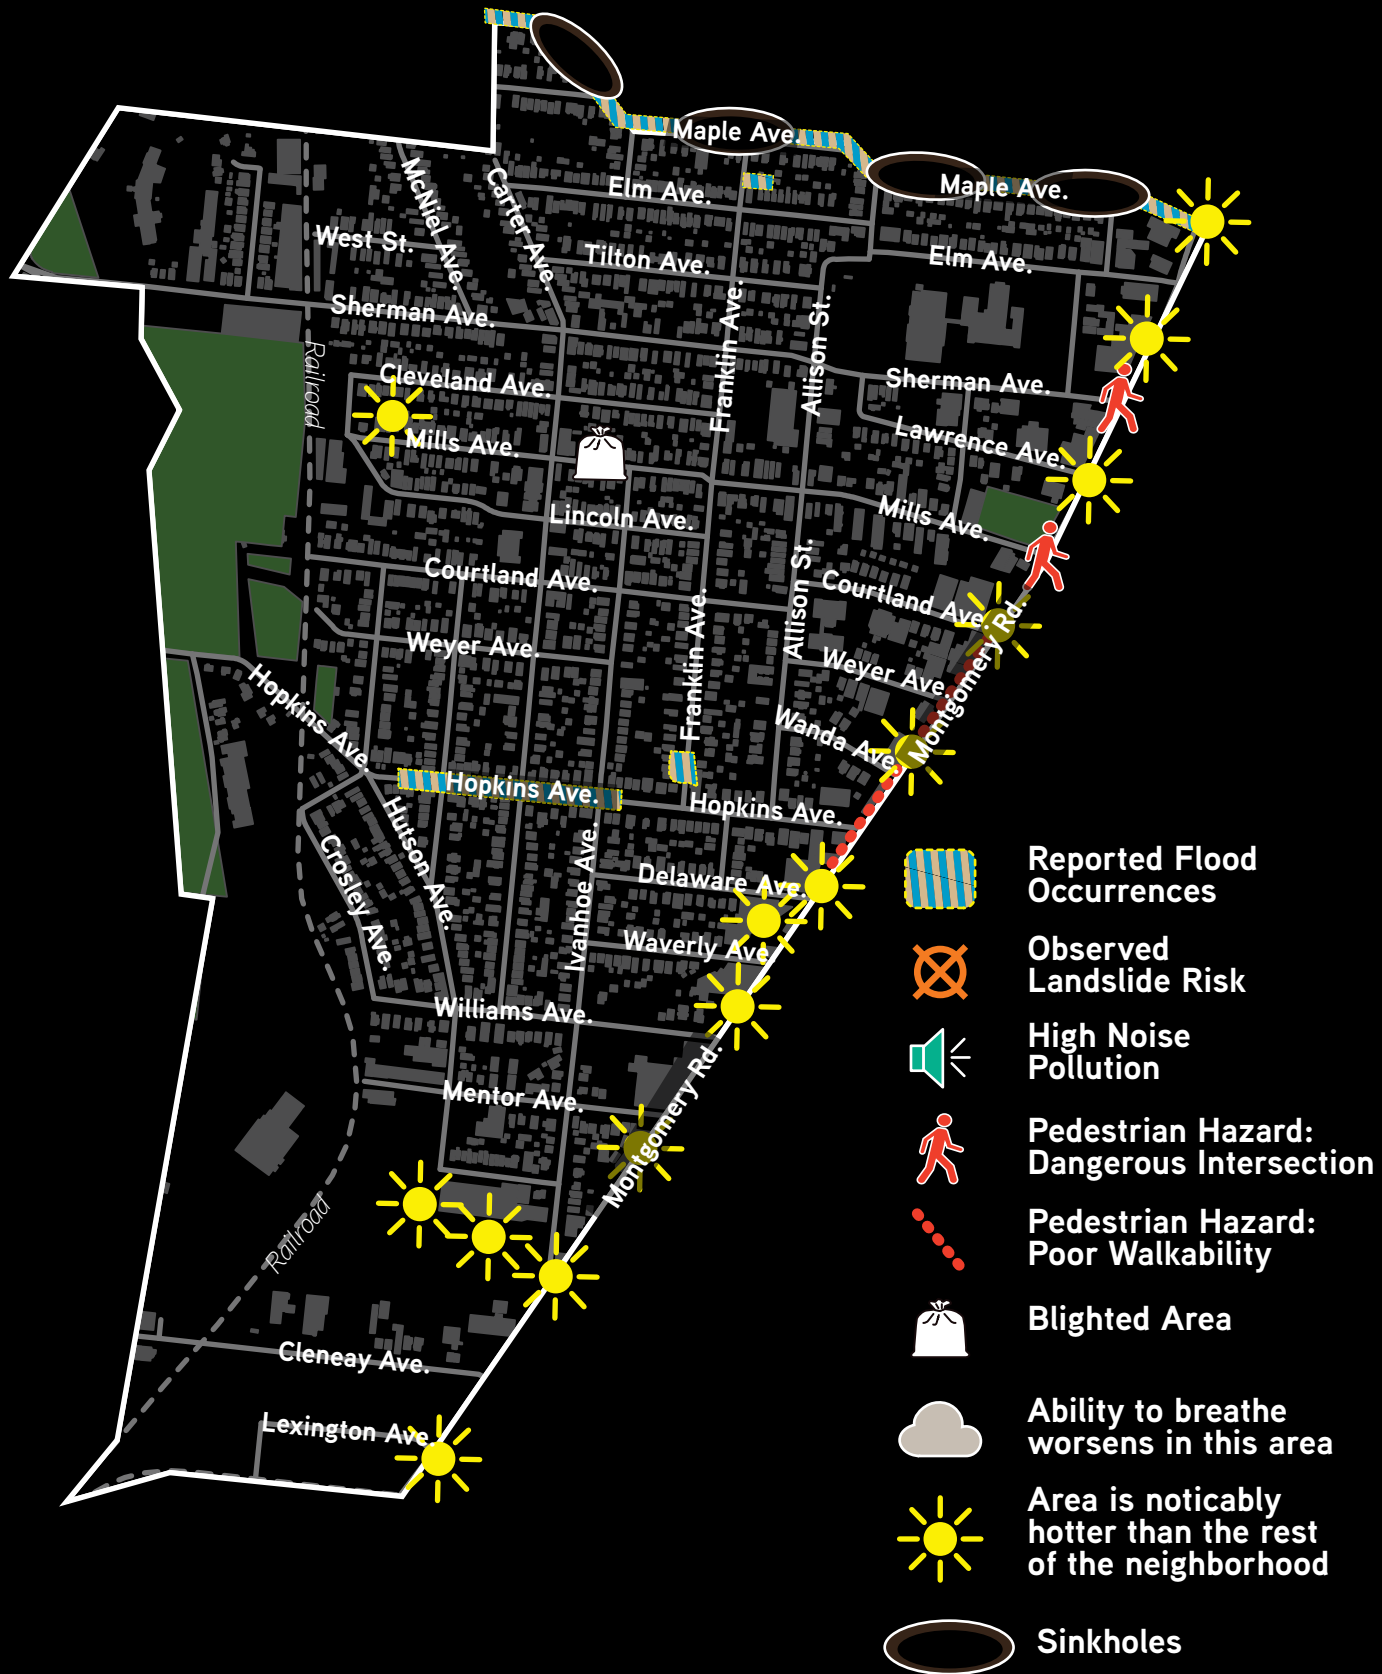 Maple Ave.
Maple Ave.
Elm Ave.
McNiel Ave.
Carter Ave.
West St.
Tilton Ave.
Elm Ave.
Sherman Ave.
Railroad
Franklin Ave.
Allison St.
Cleveland Ave.
Sherman Ave.
Mills Ave.
Lawrence Ave.
Lincoln Ave.
Mills Ave.
Courtland Ave.
Allison St.
Courtland Ave.
Franklin Ave.
Montgomery Rd.
Weyer Ave.
Weyer Ave.
Hopkins Ave.
Wanda Ave.
Hopkins Ave.
Hopkins Ave.
Hutson Ave.
Crosley Ave.
Ivanhoe Ave.
Delaware Ave.
Waverly Ave.
Williams Ave.
Mentor Ave.
Montgomery Rd.
Railroad
Cleneay Ave.
Lexington Ave.
Reported Flood
Occurrences
Observed
Landslide Risk
High Noise
Pollution
Pedestrian Hazard:
Dangerous Intersection
Pedestrian Hazard:
Poor Walkability
Blighted Area
Ability to breathe
worsens in this area
Area is noticably
hotter than the rest
of the neighborhood
Sinkholes